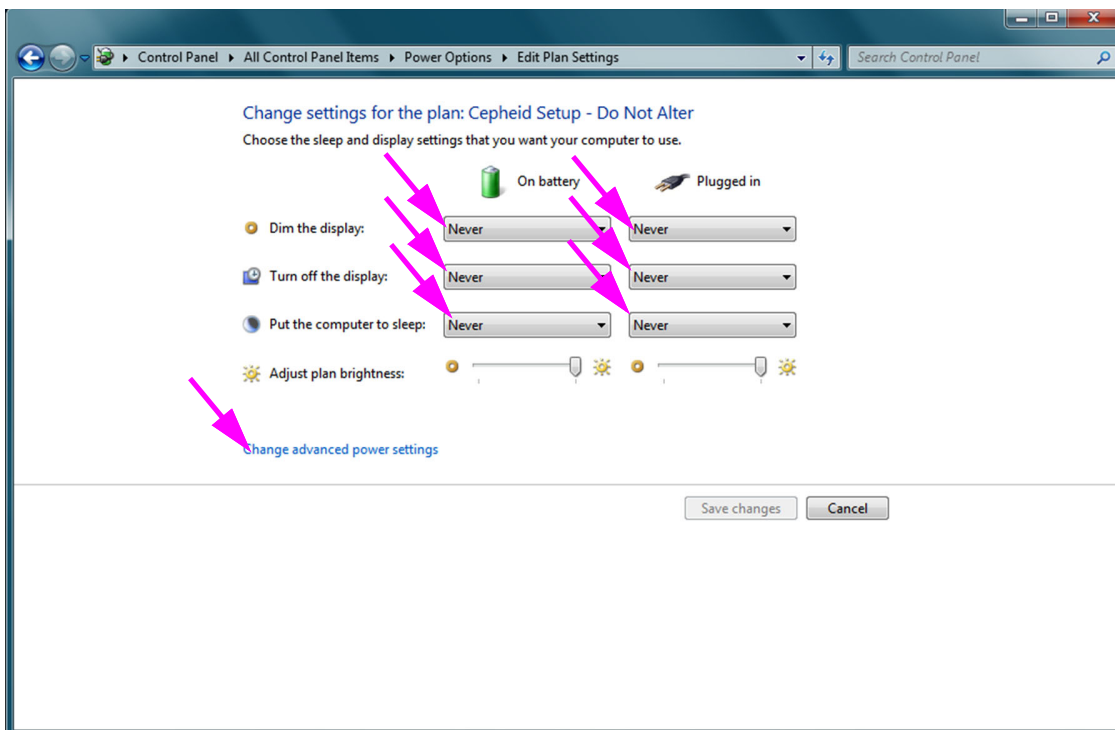 Control Panel All Control Panel Items Power Options Edit Plan Settings Search Control Panel
Change settings for the plan: Cepheid Setup - Do Not Alter
Choose the sleep and display settings that you want your computer to use.
On battery Plugged in
Dim the display: Never Never
Turn off the display: Never Never
Put the computer to sleep: Never Never
Adjust plan brightness:
Change advanced power settings
Save changes Cancel